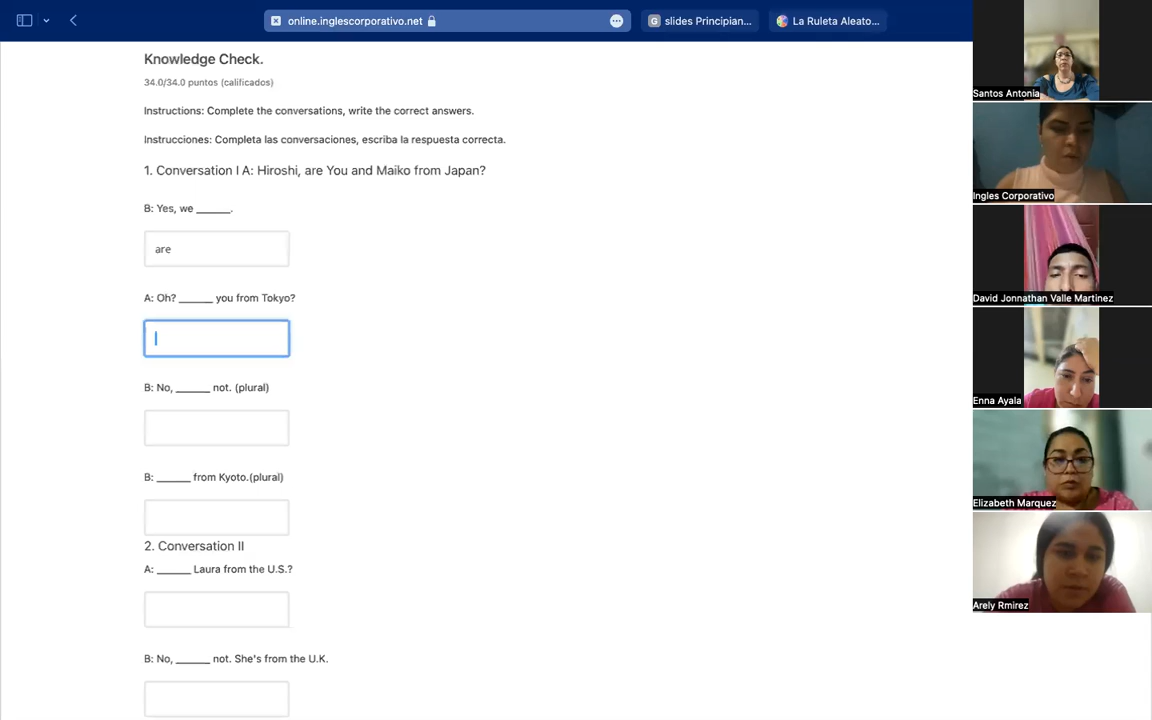 online.inglescorporativo.net
slides Principian...
La Ruleta Aleato...
Knowledge Check.
34.0/34.0 puntos (calificados)
Instructions: Complete the conversations, write the correct answers.
Instrucciones: Completa las conversaciones, escriba la respuesta correcta.
1. Conversation I A: Hiroshi, are You and Maiko from Japan?
B: Yes, we ______.
are
A: Oh? ______ you from Tokyo?
B: No, ______ not. (plural)
B: ______ from Kyoto.(plural)
2. Conversation II
A: ______ Laura from the U.S.?
B: No, ______ not. She's from the U.K.
Santos Antonia
Ingles Corporativo
David Jonnathan Valle Martinez
Enna Ayala
Elizabeth Marquez
Arely Rmirez